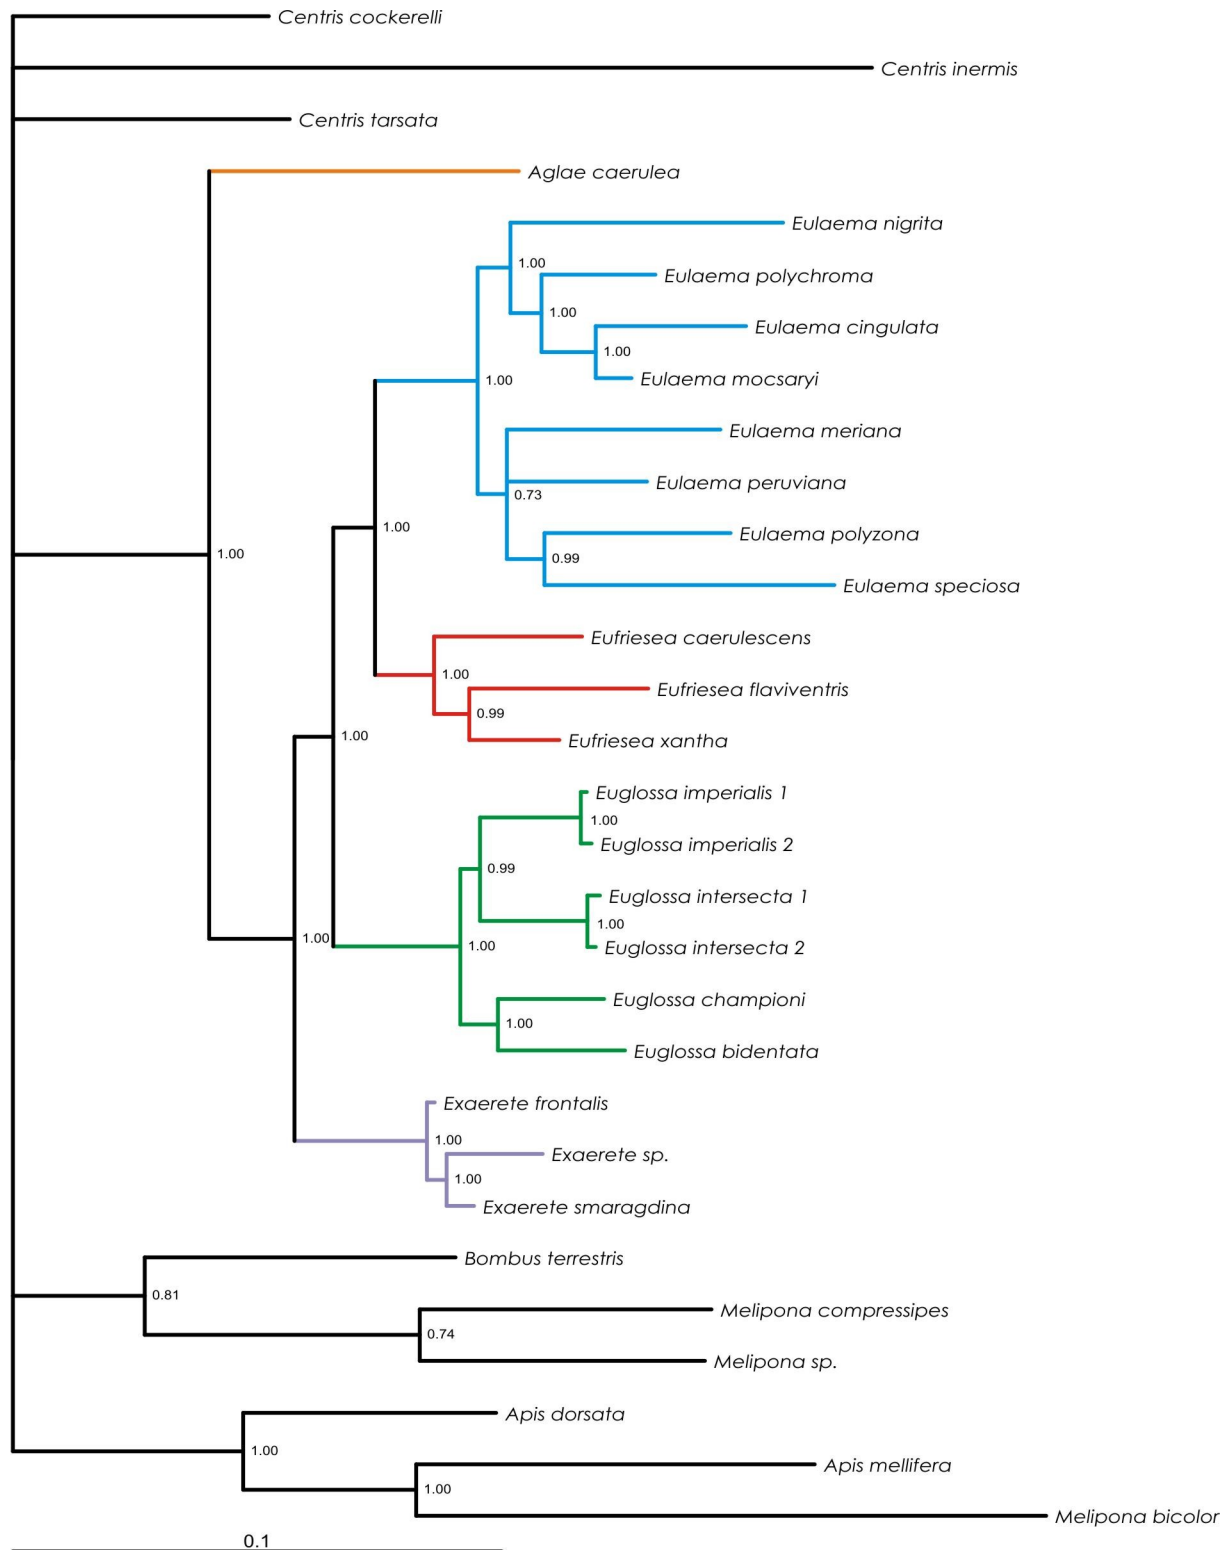 Centris cockerelli
Centris inermis
Centris tarsata
Aglae caerulea
Eulaema nigrita
1.00
Eulaema polychroma
1.00
Eulaema cingulata
1.00
Eulaema mocsaryi
1.00
Eulaema meriana
Eulaema peruviana
0.73
1.00
Eulaema polyzona
1.00
0.99
Eulaema speciosa
Eufriesea caerulescens
1.00
Eufriesea flaviventris
0.99
1.00
Eufriesea xantha
Euglossa imperialis 1
1.00
Euglossa imperialis 2
0.99
Euglossa intersecta 1
1.00
1.00
1.00
Euglossa intersecta 2
Euglossa championi
1.00
Euglossa bidentata
Exaerete frontalis
1.00
Exaerete sp.
1.00
Exaerete smaragdina
Bombus terrestris
0.81
Melipona compressipes
0.74
Melipona sp.
Apis dorsata
1.00
Apis mellifera
1.00
Melipona bicolor
0.1